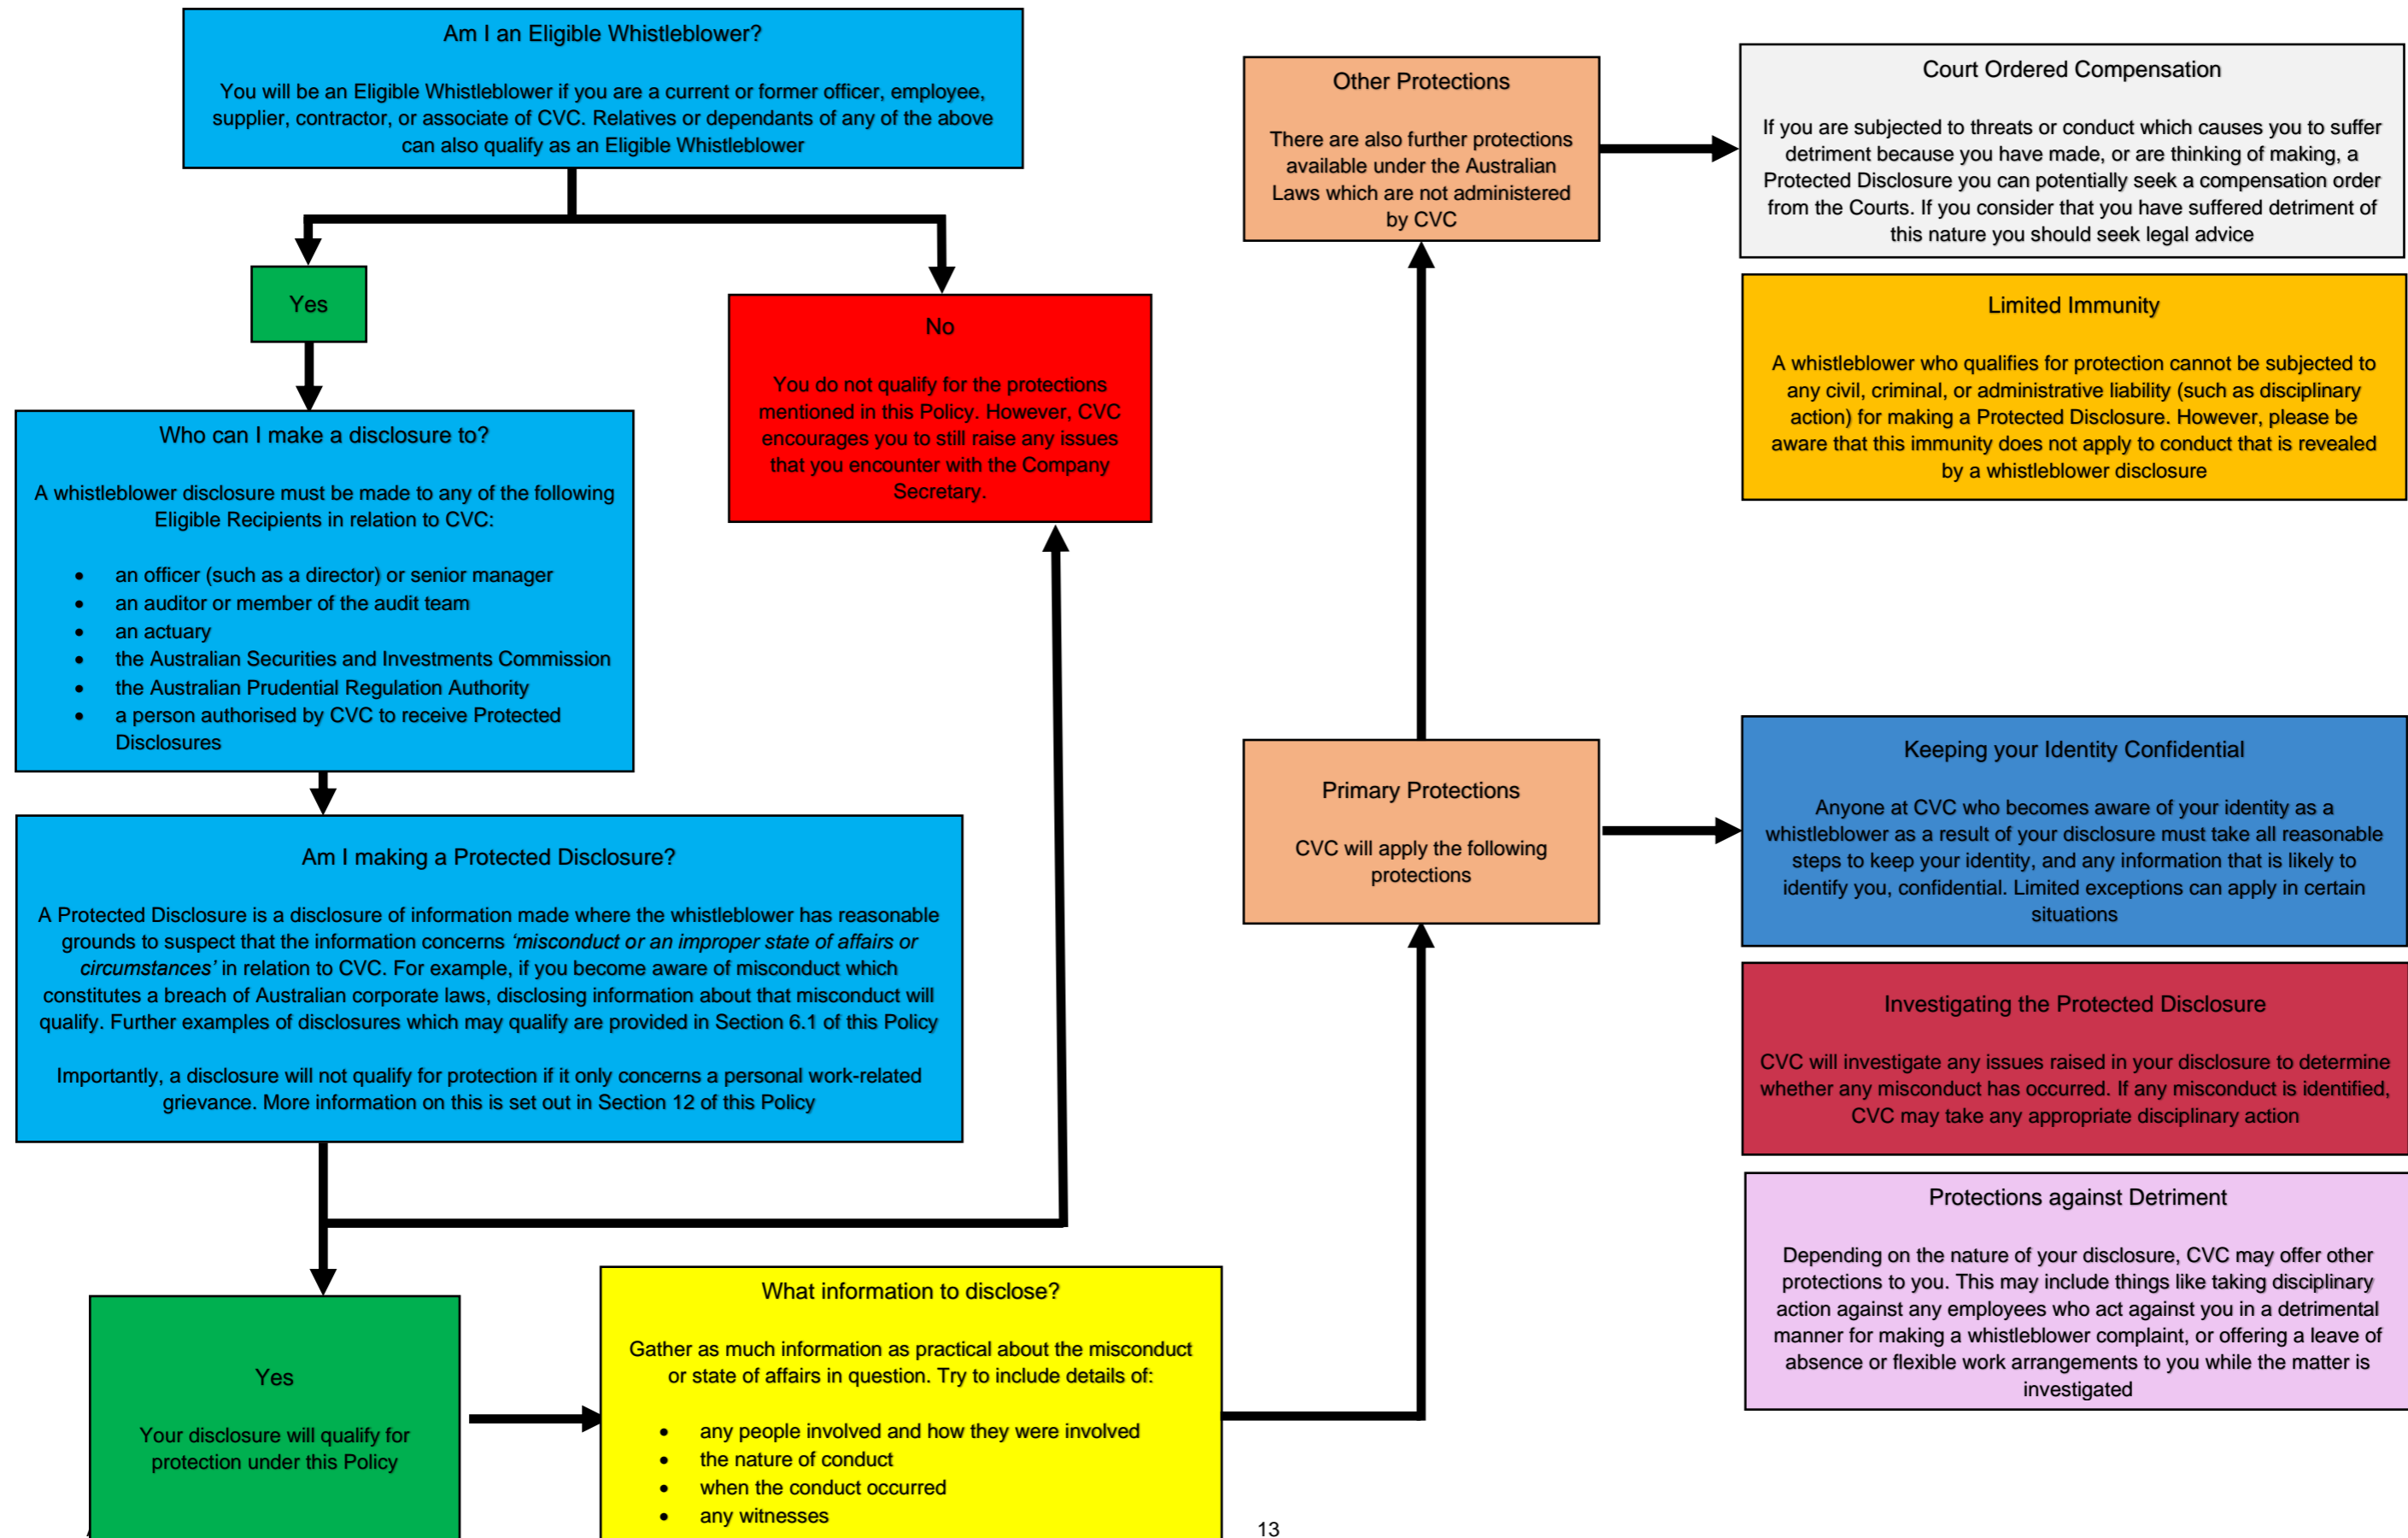 Am I an Eligible Whistleblower?
You will be an Eligible Whistleblower if you are a current or former officer, employee,
supplier, contractor, or associate of CVC. Relatives or dependants of any of the above
can also qualify as an Eligible Whistleblower
Yes
No
You do not qualify for the protections
mentioned in this Policy. However, CVC
encourages you to still raise any issues
that you encounter with the Company
Secretary.
Who can I make a disclosure to?
A whistleblower disclosure must be made to any of the following
Eligible Recipients in relation to CVC:
• an officer (such as a director) or senior manager
• an auditor or member of the audit team
• an actuary
• the Australian Securities and Investments Commission
• the Australian Prudential Regulation Authority
• a person authorised by CVC to receive Protected
Disclosures
Am I making a Protected Disclosure?
A Protected Disclosure is a disclosure of information made where the whistleblower has reasonable
grounds to suspect that the information concerns 'misconduct or an improper state of affairs or
circumstances' in relation to CVC. For example, if you become aware of misconduct which
constitutes a breach of Australian corporate laws, disclosing information about that misconduct will
qualify. Further examples of disclosures which may qualify are provided in Section 6.1 of this Policy
Importantly, a disclosure will not qualify for protection if it only concerns a personal work-related
grievance. More information on this is set out in Section 12 of this Policy
Yes
Your disclosure will qualify for
protection under this Policy
What information to disclose?
Gather as much information as practical about the misconduct
or state of affairs in question. Try to include details of:
• any people involved and how they were involved
• the nature of conduct
• when the conduct occurred
• any witnesses
Other Protections
There are also further protections
available under the Australian
Laws which are not administered
by CVC
Court Ordered Compensation
If you are subjected to threats or conduct which causes you to suffer
detriment because you have made, or are thinking of making, a
Protected Disclosure you can potentially seek a compensation order
from the Courts. If you consider that you have suffered detriment of
this nature you should seek legal advice
Limited Immunity
A whistleblower who qualifies for protection cannot be subjected to
any civil, criminal, or administrative liability (such as disciplinary
action) for making a Protected Disclosure. However, please be
aware that this immunity does not apply to conduct that is revealed
by a whistleblower disclosure
Primary Protections
CVC will apply the following
protections
Keeping your Identity Confidential
Anyone at CVC who becomes aware of your identity as a
whistleblower as a result of your disclosure must take all reasonable
steps to keep your identity, and any information that is likely to
identify you, confidential. Limited exceptions can apply in certain
situations
Investigating the Protected Disclosure
CVC will investigate any issues raised in your disclosure to determine
whether any misconduct has occurred. If any misconduct is identified,
CVC may take any appropriate disciplinary action
Protections against Detriment
Depending on the nature of your disclosure, CVC may offer other
protections to you. This may include things like taking disciplinary
action against any employees who act against you in a detrimental
manner for making a whistleblower complaint, or offering a leave of
absence or flexible work arrangements to you while the matter is
investigated
13